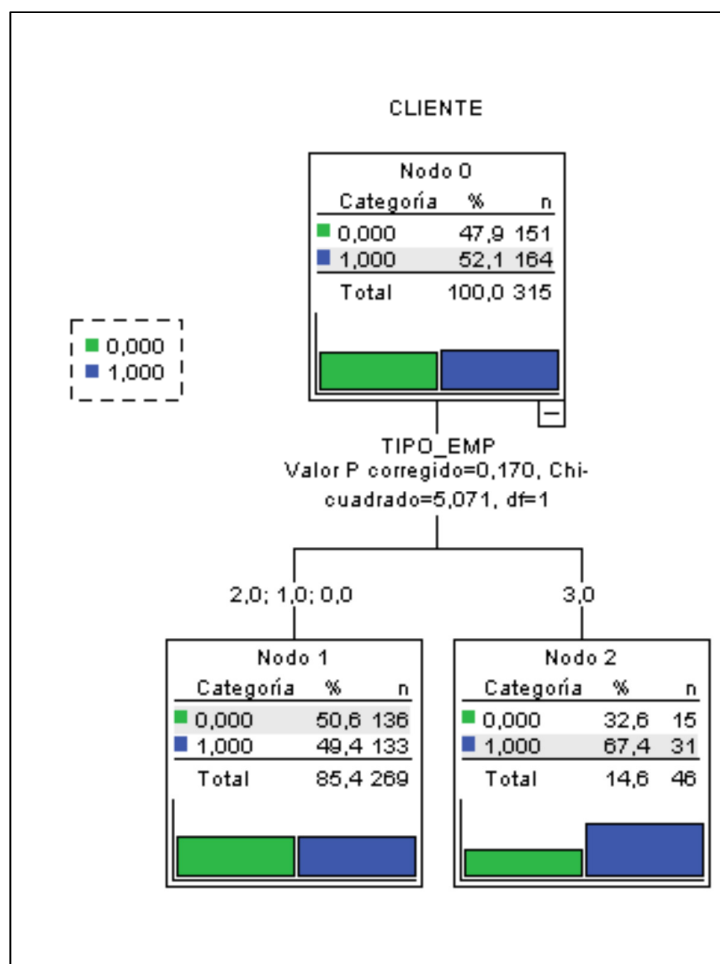 CLIENTE
Nodo 0
Categoría % n
0,000 47,9 151
1,000 52,1 164
Total 100,0 315
0,000
1,000
TIPO_EMP
Valor P corregido=0,170, Chi-
cuadrado=5,071, df=1
2,0; 1,0; 0,0
3,0
Nodo 1
Categoría % n
0,000 50,6 136
1,000 49,4 133
Total 85,4 269
Nodo 2
Categoría % n
0,000 32,6 15
1,000 67,4 31
Total 14,6 46